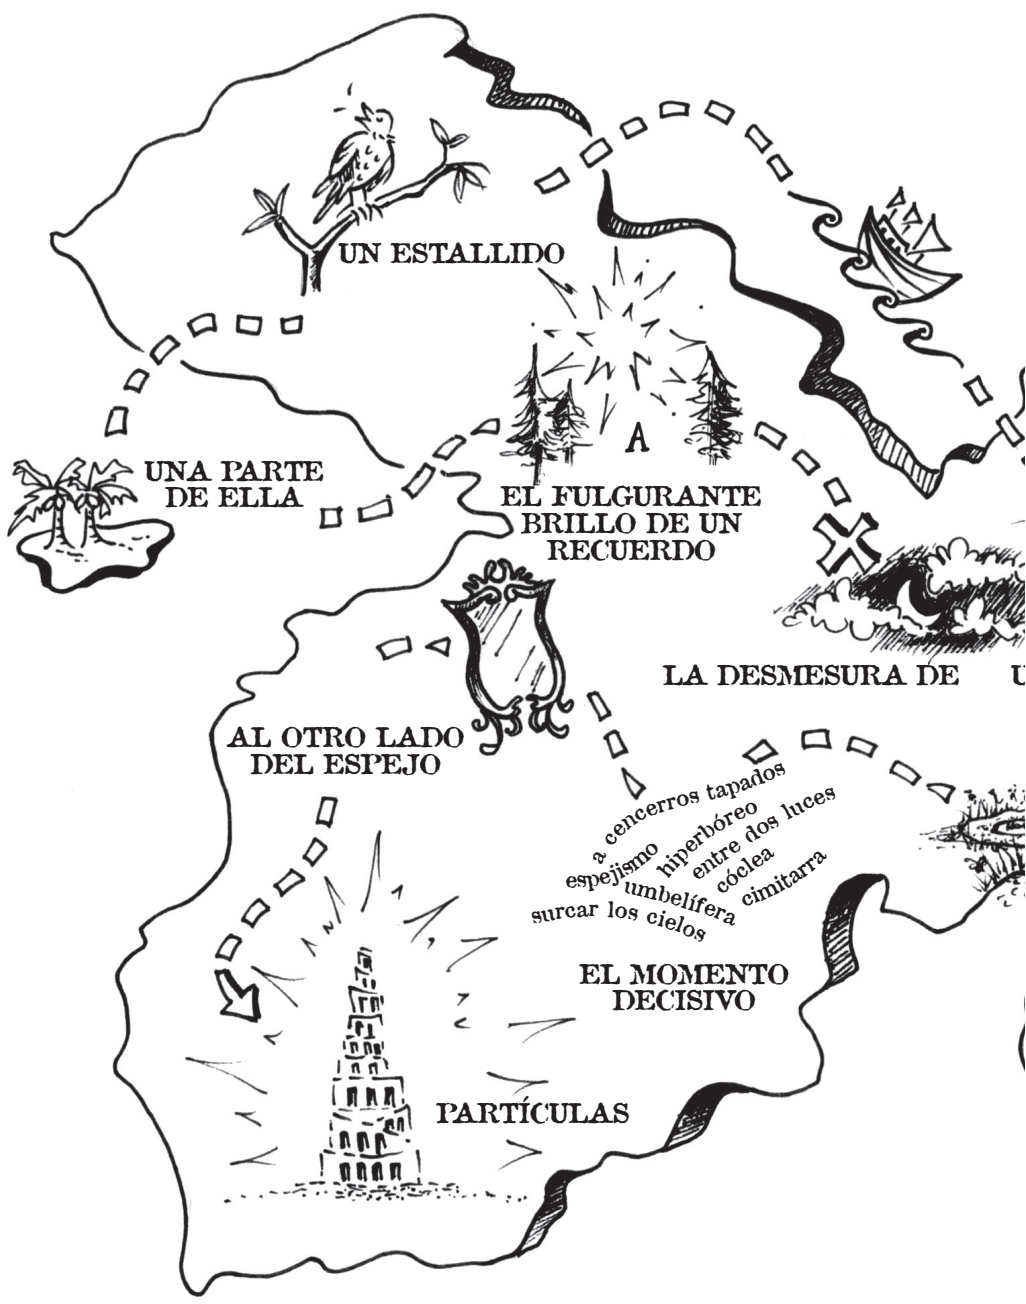 UN ESTALLIDO
A
UNA PARTE
DE ELLA
EL FULGURANTE
BRILLO DE UN
RECUERDO
LA DESMESURA DE U
AL OTRO LADO
DEL ESPEJO
a cencerros tapados
hiperbóreo
entre dos luces
espejismo
cóclea
cimitarra
umbelífera
surcar los cielos
EL MOMENTO
DECISIVO
PARTÍCULAS